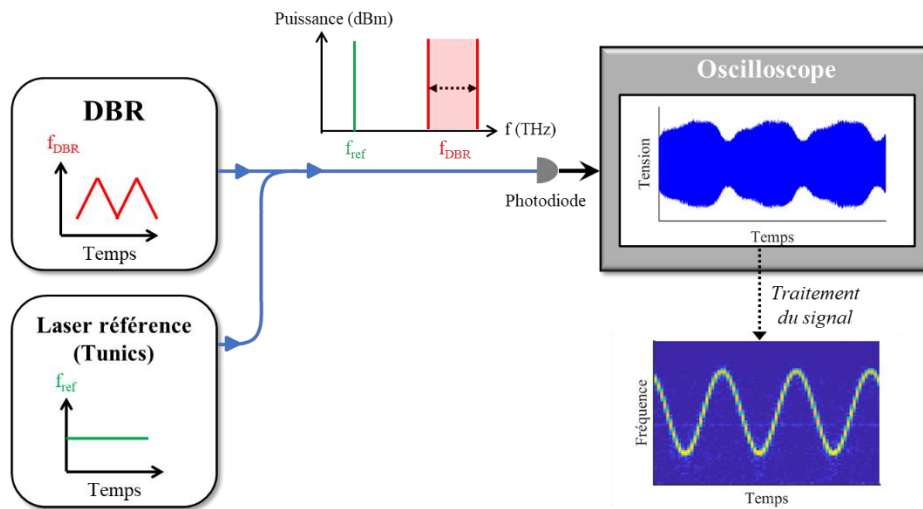 DBR
f_DBR
Temps
Laser référence
(Tunics)
f_ref
Temps
Puissance (dBm)
f (THz)
f_ref
f_DBR
Photodiode
Oscilloscope
Tension
Temps
Traitement
du signal
Fréquence
Temps